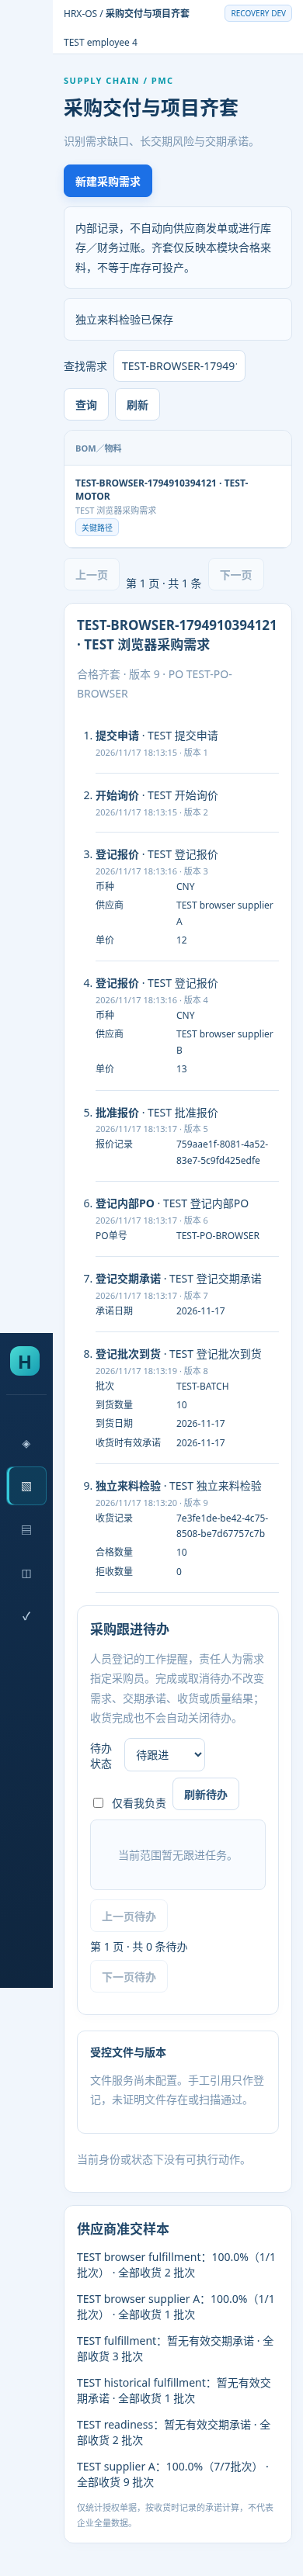 HRX-OS / 采购交付与项目齐套
RECOVERY DEV
TEST employee 4
SUPPLY CHAIN / PMC
采购交付与项目齐套
识别需求缺口、长交期风险与交期承诺。
新建采购需求
内部记录，不自动向供应商发单或进行库
存／财务过账。齐套仅反映本模块合格来
料，不等于库存可投产。
独立来料检验已保存
查找需求
TEST-BROWSER-17949
查询
刷新
BOM／物料
TEST-BROWSER-1794910394121 · TEST-
MOTOR
TEST 浏览器采购需求
关键路径
上一页
第 1 页 · 共 1 条
下一页
TEST-BROWSER-1794910394121
· TEST 浏览器采购需求
合格齐套 · 版本 9 · PO TEST-PO-
BROWSER
1. 提交申请 · TEST 提交申请
2026/11/17 18:13:15 · 版本 1
2. 开始询价 · TEST 开始询价
2026/11/17 18:13:15 · 版本 2
3. 登记报价 · TEST 登记报价
2026/11/17 18:13:16 · 版本 3
币种 CNY
供应商 TEST browser supplier
A
单价 12
4. 登记报价 · TEST 登记报价
2026/11/17 18:13:16 · 版本 4
币种 CNY
供应商 TEST browser supplier
B
单价 13
5. 批准报价 · TEST 批准报价
2026/11/17 18:13:17 · 版本 5
报价记录 759aae1f-8081-4a52-
83e7-5c9fd425edfe
6. 登记内部PO · TEST 登记内部PO
2026/11/17 18:13:17 · 版本 6
PO单号 TEST-PO-BROWSER
7. 登记交期承诺 · TEST 登记交期承诺
2026/11/17 18:13:17 · 版本 7
承诺日期 2026-11-17
8. 登记批次到货 · TEST 登记批次到货
2026/11/17 18:13:19 · 版本 8
批次 TEST-BATCH
到货数量 10
到货日期 2026-11-17
收货时有效承诺 2026-11-17
9. 独立来料检验 · TEST 独立来料检验
2026/11/17 18:13:20 · 版本 9
收货记录 7e3fe1de-be42-4c75-
8508-be7d67757c7b
合格数量 10
拒收数量 0
H
采购跟进待办
人员登记的工作提醒，责任人为需求
指定采购员。完成或取消待办不改变
需求、交期承诺、收货或质量结果；
收货完成也不会自动关闭待办。
待办
状态
待跟进
仅看我负责
刷新待办
当前范围暂无跟进任务。
上一页待办
第 1 页 · 共 0 条待办
下一页待办
受控文件与版本
文件服务尚未配置。手工引用只作登
记，未证明文件存在或扫描通过。
当前身份或状态下没有可执行动作。
供应商准交样本
TEST browser fulfillment：100.0%（1/1
批次） · 全部收货 2 批次
TEST browser supplier A：100.0%（1/1
批次） · 全部收货 1 批次
TEST fulfillment：暂无有效交期承诺 · 全
部收货 3 批次
TEST historical fulfillment：暂无有效交
期承诺 · 全部收货 1 批次
TEST readiness：暂无有效交期承诺 · 全
部收货 2 批次
TEST supplier A：100.0%（7/7批次） ·
全部收货 9 批次
仅统计授权单据，按收货时记录的承诺计算，不代表
企业全量数据。